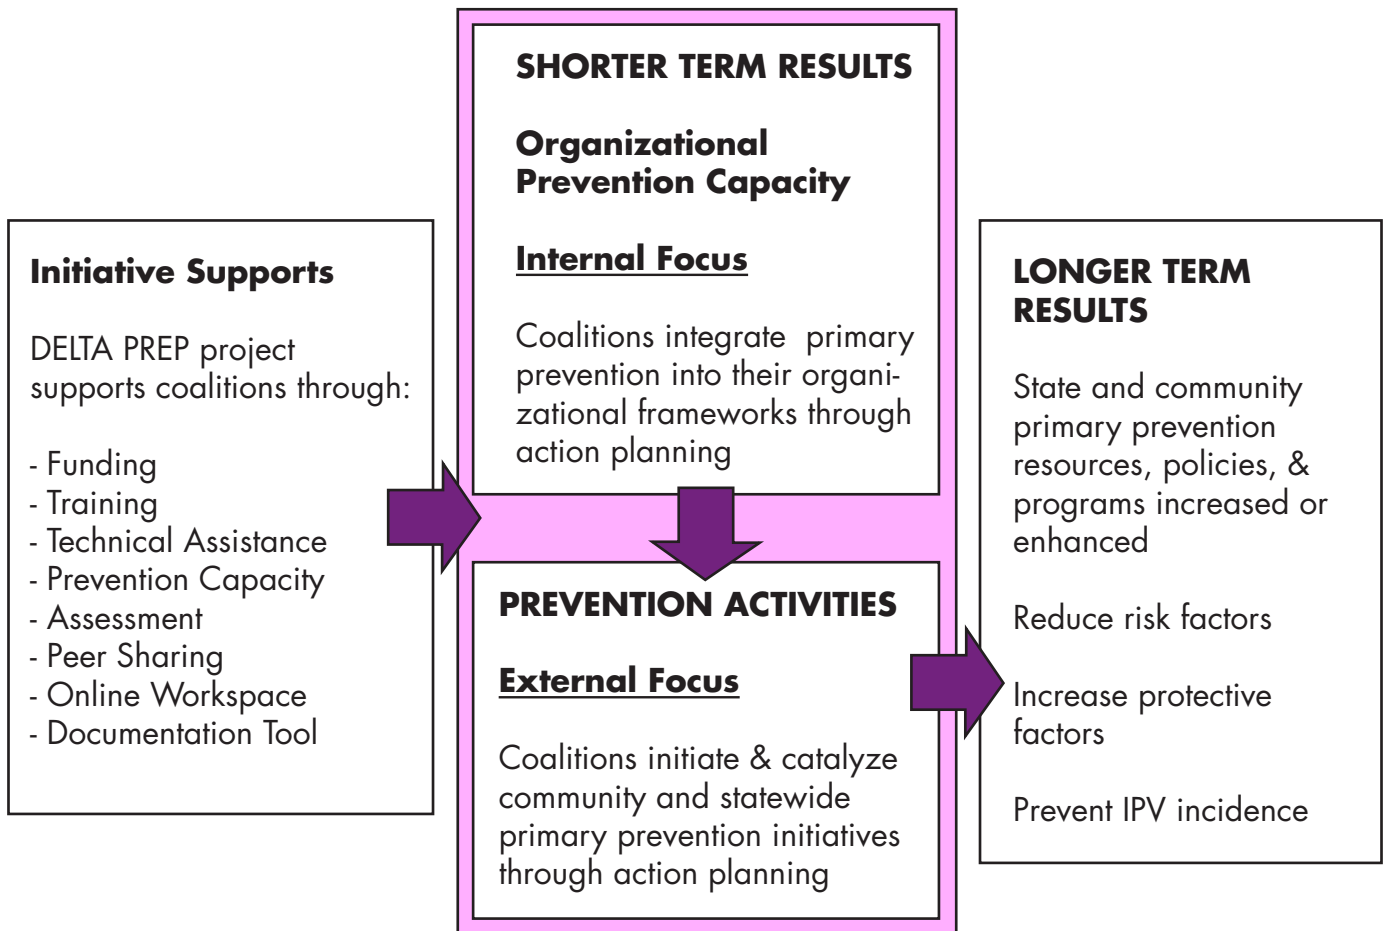 Initiative Supports
DELTA PREP project
supports coalitions through:
- Funding
- Training
- Technical Assistance
- Prevention Capacity
- Assessment
- Peer Sharing
- Online Workspace
- Documentation Tool
SHORTER TERM RESULTS
Organizational
Prevention Capacity
Internal Focus
Coalitions integrate primary
prevention into their organi-
zational frameworks through
action planning
PREVENTION ACTIVITIES
External Focus
Coalitions initiate & catalyze
community and statewide
primary prevention initiatives
through action planning
LONGER TERM
RESULTS
State and community
primary prevention
resources, policies, &
programs increased or
enhanced
Reduce risk factors
Increase protective
factors
Prevent IPV incidence